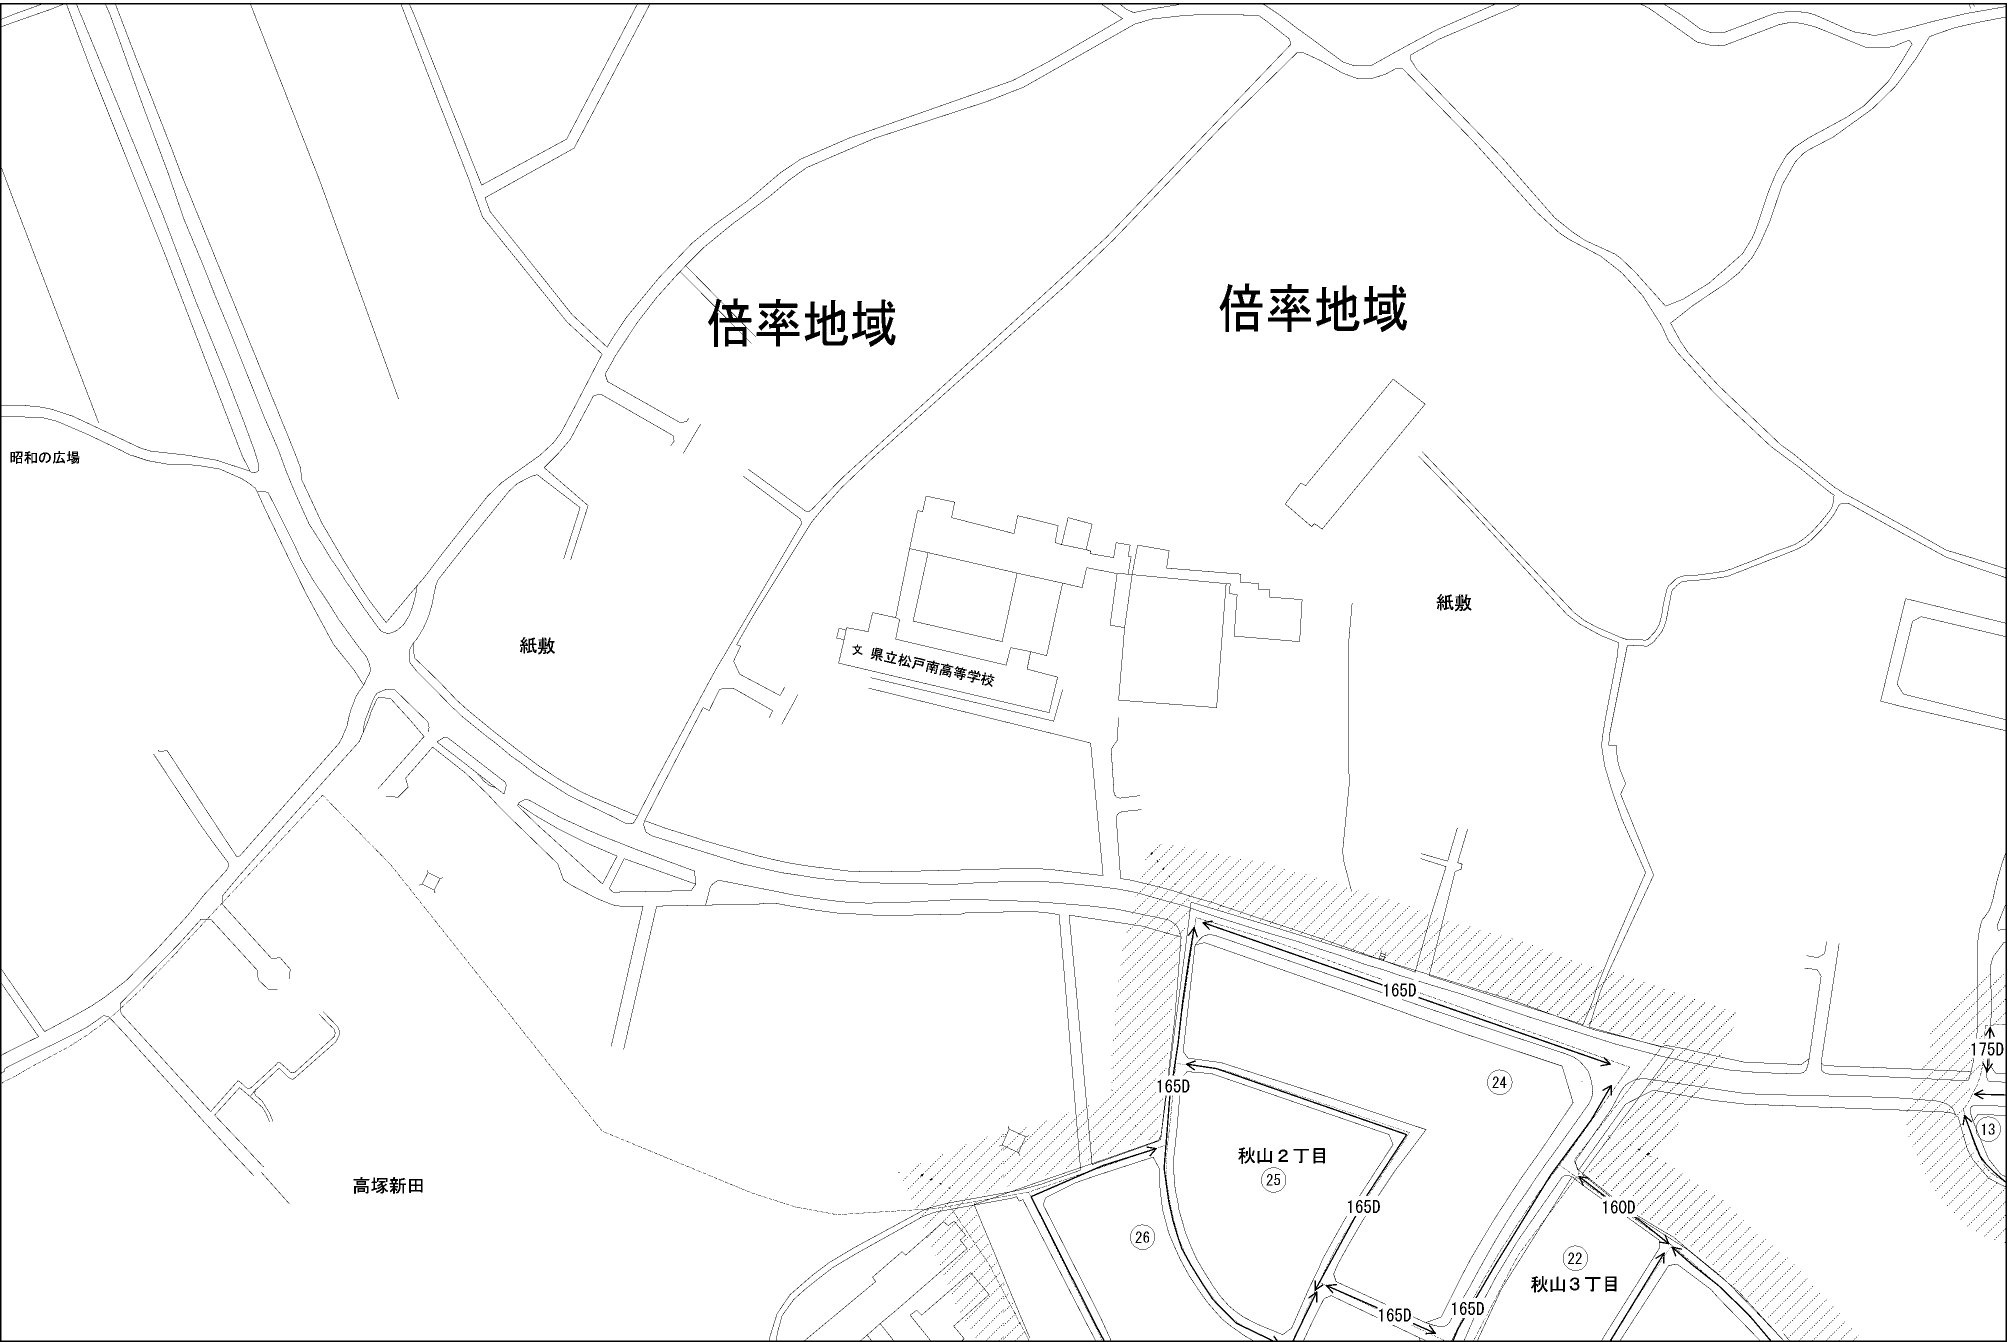 倍率地域
倍率地域
昭和の広場
紙敷
紙敷
文 県立松戸南高等学校
165D
175D
165D
24
13
秋山２丁目
25
高塚新田
165D
160D
26
22
秋山３丁目
165D
165D